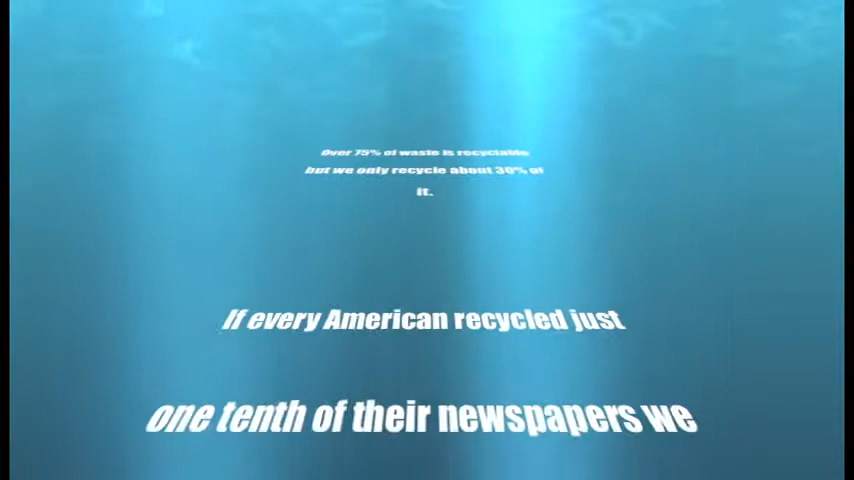 Over 75% of waste is recyclable
but we only recycle about 30% of
it.
If every American recycled just
one tenth of their newspapers we